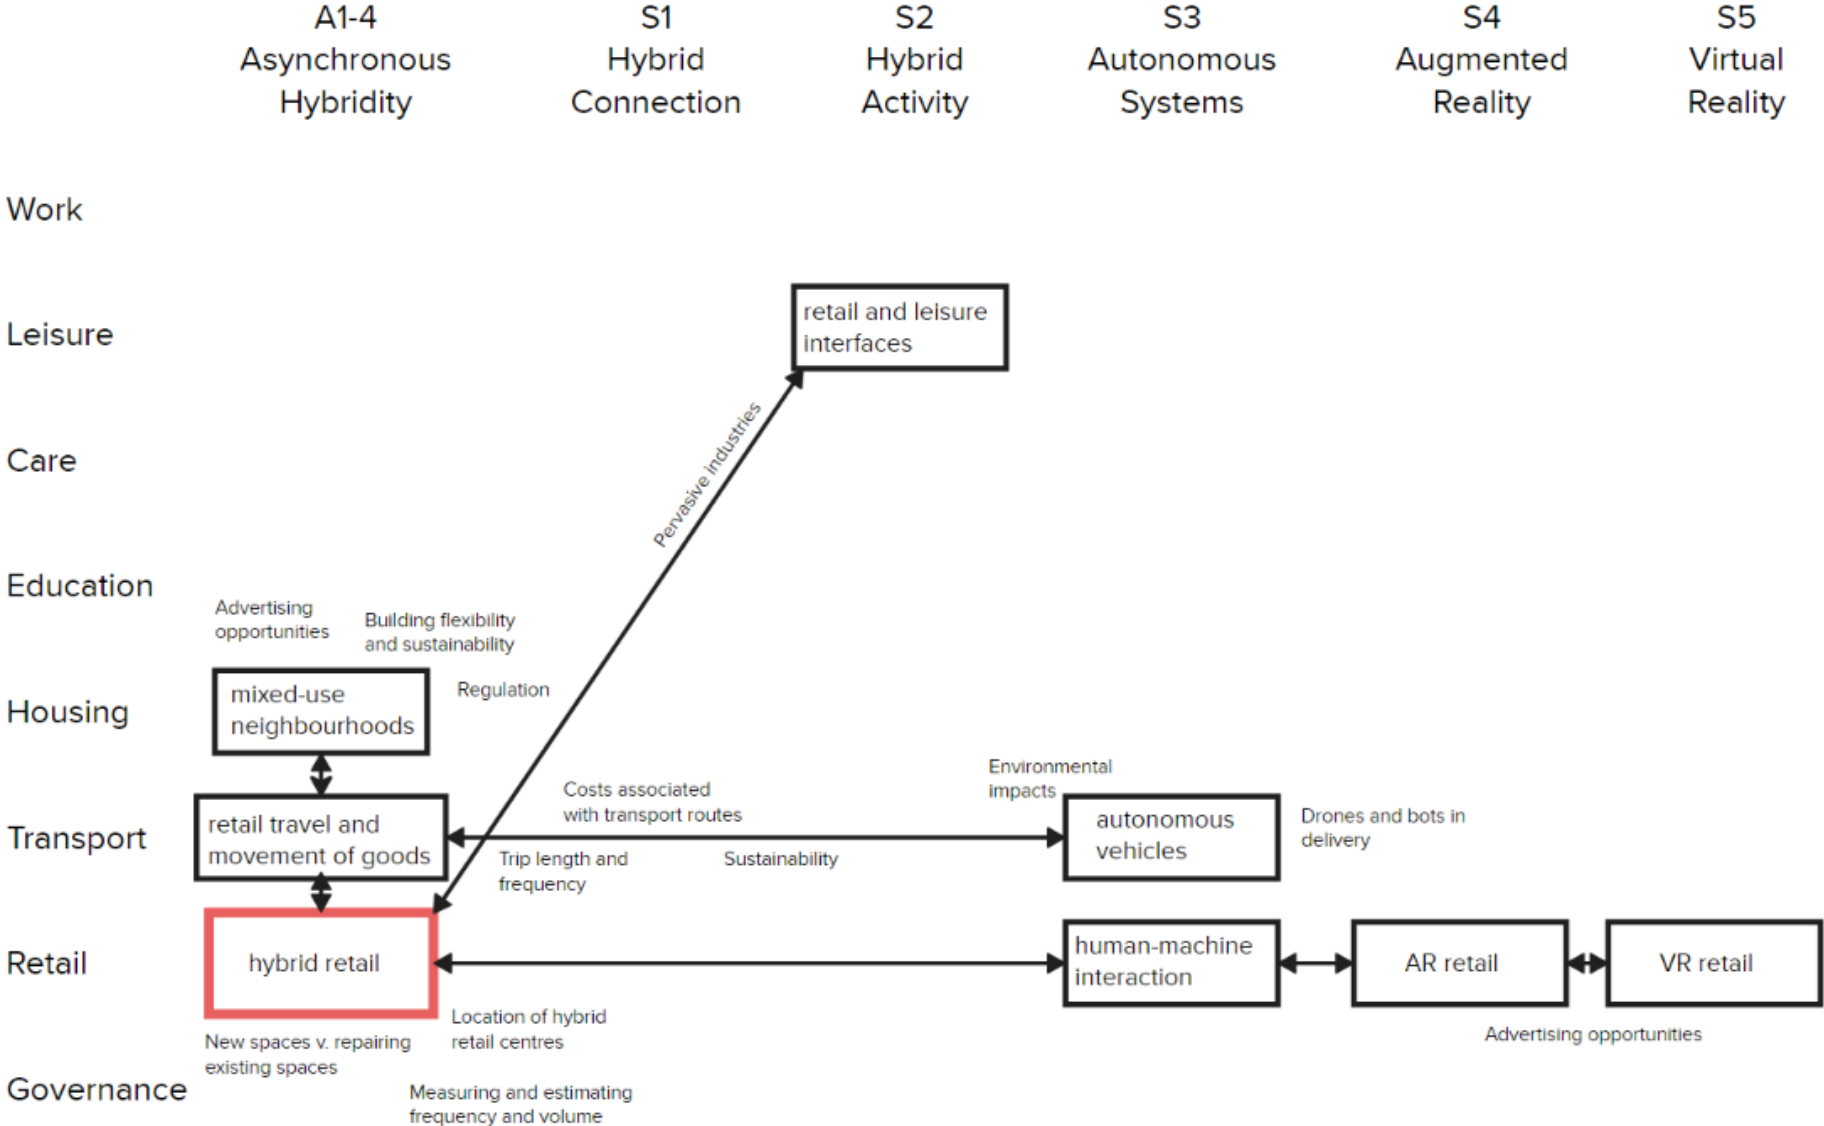 A1-4
Asynchronous
Hybridity
S1
Hybrid
Connection
S2
Hybrid
Activity
S3
Autonomous
Systems
S4
Augmented
Reality
S5
Virtual
Reality
Work
Leisure
retail and leisure
interfaces
Pervasive industries
Care
Education
Advertising
opportunities
Building flexibility
and sustainability
Housing
mixed-use
neighbourhoods
Regulation
Transport
retail travel and
movement of goods
Costs associated
with transport routes
Trip length and
frequency
Sustainability
Environmental
impacts
autonomous
vehicles
Drones and bots in
delivery
Retail
hybrid retail
human-machine
interaction
AR retail
VR retail
Advertising opportunities
Location of hybrid
retail centres
New spaces v. repairing
existing spaces
Governance
Measuring and estimating
frequency and volume